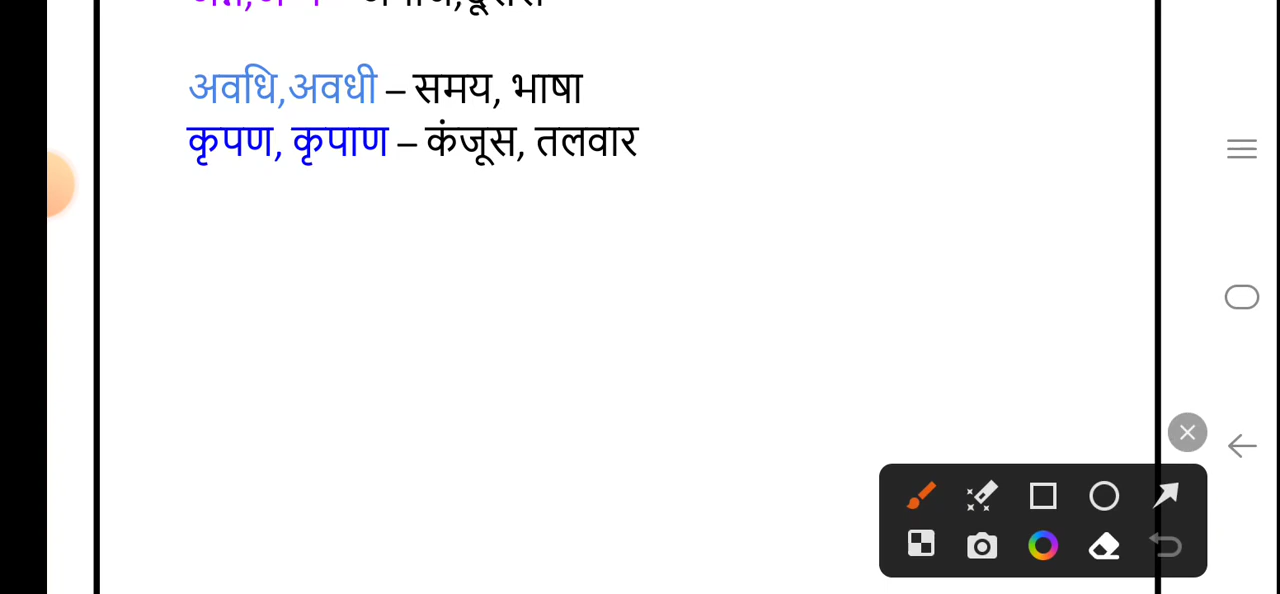 अवधि,अवधी – समय, भाषा
कृपण, कृपाण – कंजूस, तलवार